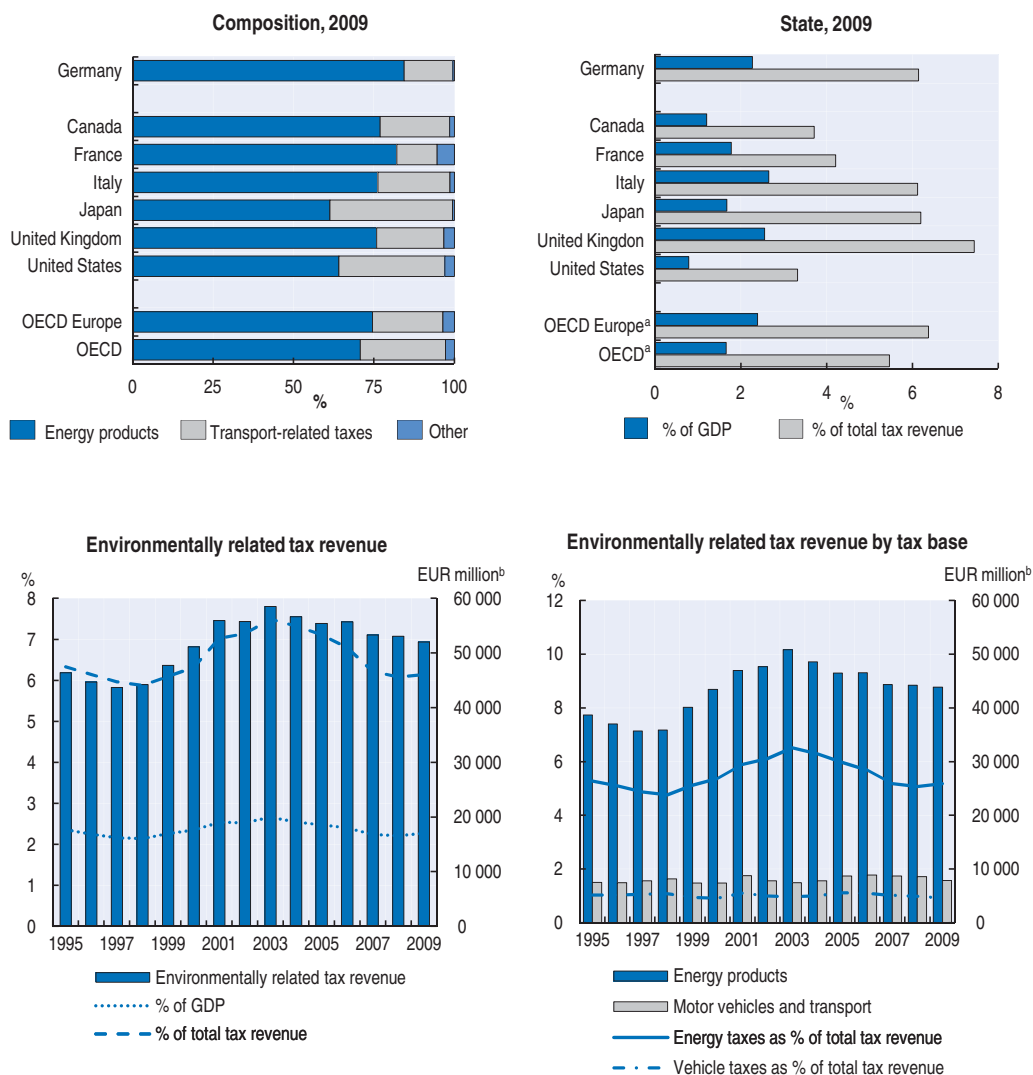 Composition, 2009
Germany
Canada
France
Italy
Japan
United Kingdom
United States
OECD Europe
OECD
0 25 50 75 100
%
Energy products Transport-related taxes Other
State, 2009
Germany
Canada
France
Italy
Japan
United Kingdon
United States
OECD Europeᵃ
OECDᵃ
0 2 4 6 8
%
% of GDP % of total tax revenue
Environmentally related tax revenue
% EUR millionᵇ
8 60 000
7
50 000
6
40 000
5
4 30 000
3
20 000
2
10 000
1
0 0
1995 1997 1999 2001 2003 2005 2007 2009
Environmentally related tax revenue
% of GDP
% of total tax revenue
Environmentally related tax revenue by tax base
% EUR millionᵇ
12 60 000
10 50 000
8 40 000
6 30 000
4 20 000
2 10 000
0 0
1995 1997 1999 2001 2003 2005 2007 2009
Energy products
Motor vehicles and transport
Energy taxes as % of total tax revenue
Vehicle taxes as % of total tax revenue